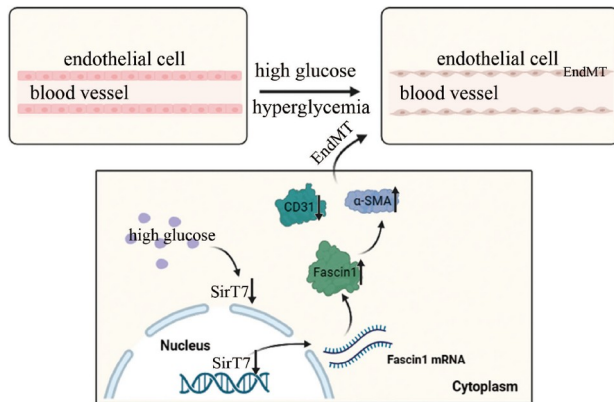 endothelial cell
blood vessel
high glucose
hyperglycemia
endothelial cell
EndMT
blood vessel
EndMT
CD31
α-SMA
high glucose
Fascin1
SirT7
Nucleus
SirT7
Fascin1 mRNA
Cytoplasm